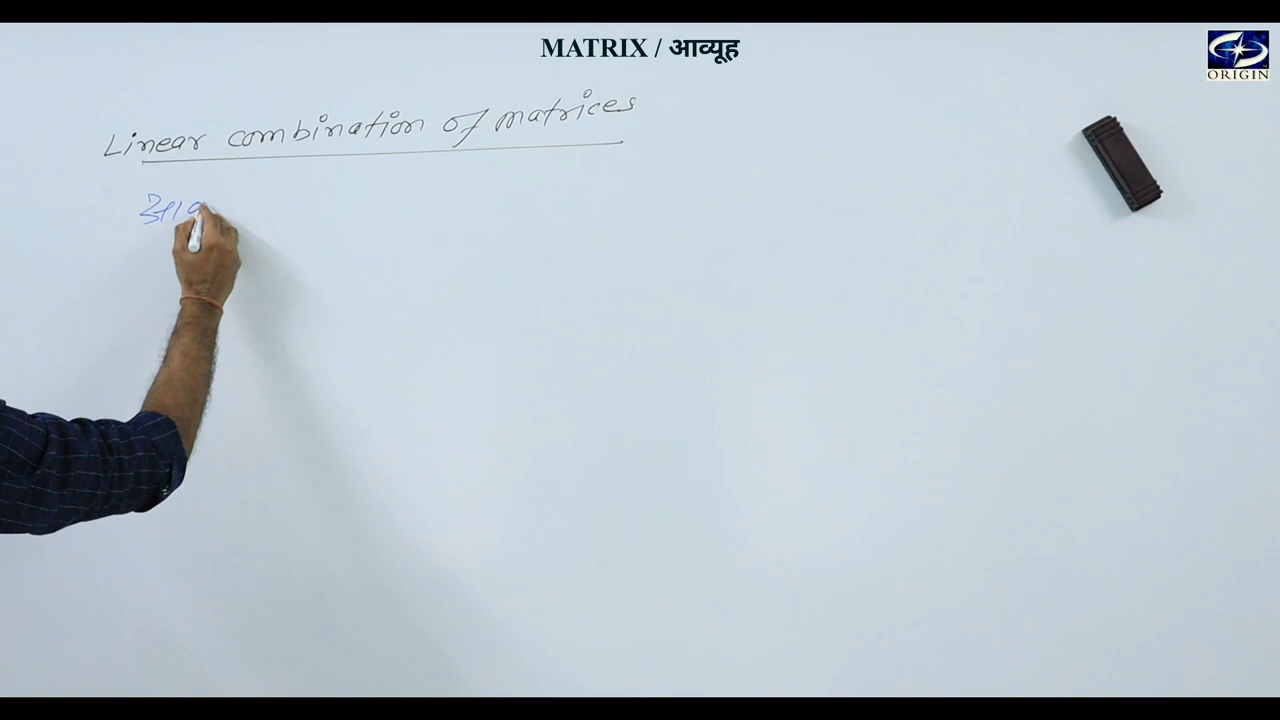 MATRIX / आव्यूह
ORIGIN
Linear combination of matrices